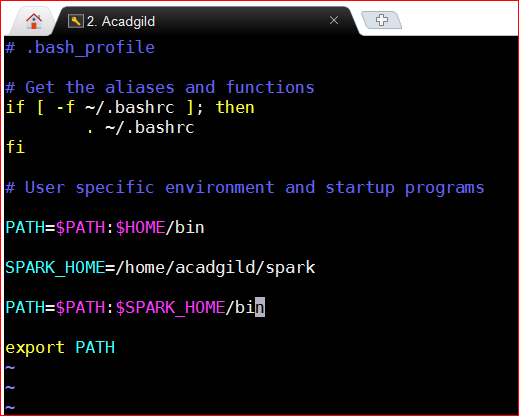 2. Acadgild
# .bash_profile
# Get the aliases and functions
if [ -f ~/.bashrc ]; then
        . ~/.bashrc
fi
# User specific environment and startup programs
PATH=$PATH:$HOME/bin
SPARK_HOME=/home/acadgild/spark
PATH=$PATH:$SPARK_HOME/bin
export PATH
~
~
~